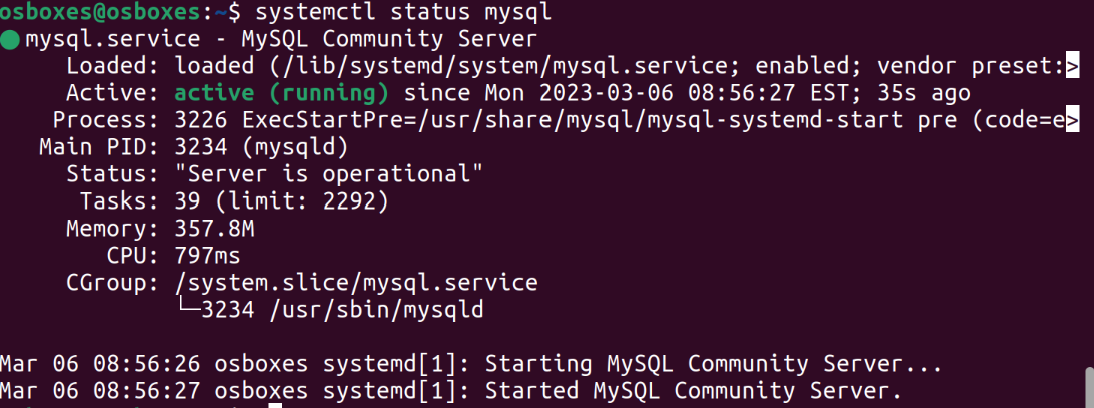 osboxes@osboxes:~$ systemctl status mysql
● mysql.service - MySQL Community Server
     Loaded: loaded (/lib/systemd/system/mysql.service; enabled; vendor preset:>
     Active: active (running) since Mon 2023-03-06 08:56:27 EST; 35s ago
    Process: 3226 ExecStartPre=/usr/share/mysql/mysql-systemd-start pre (code=e>
   Main PID: 3234 (mysqld)
     Status: "Server is operational"
      Tasks: 39 (limit: 2292)
     Memory: 357.8M
        CPU: 797ms
     CGroup: /system.slice/mysql.service
             └─3234 /usr/sbin/mysqld

Mar 06 08:56:26 osboxes systemd[1]: Starting MySQL Community Server...
Mar 06 08:56:27 osboxes systemd[1]: Started MySQL Community Server.